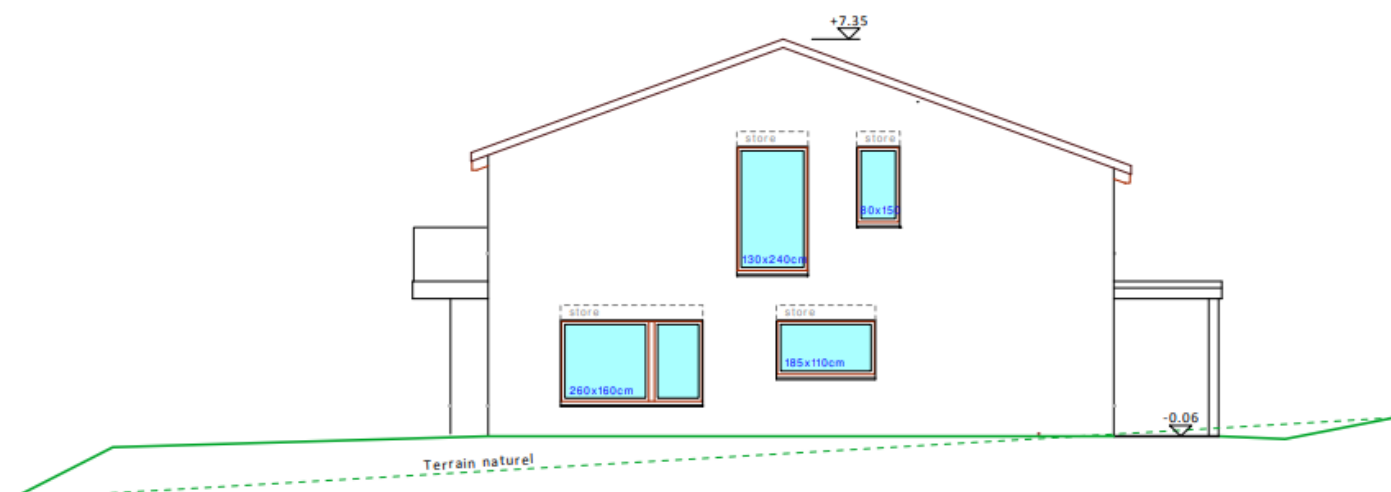 +7.35
store
store
80x150
130x240cm
store
store
185x110cm
260x160cm
-0.06
Terrain naturel